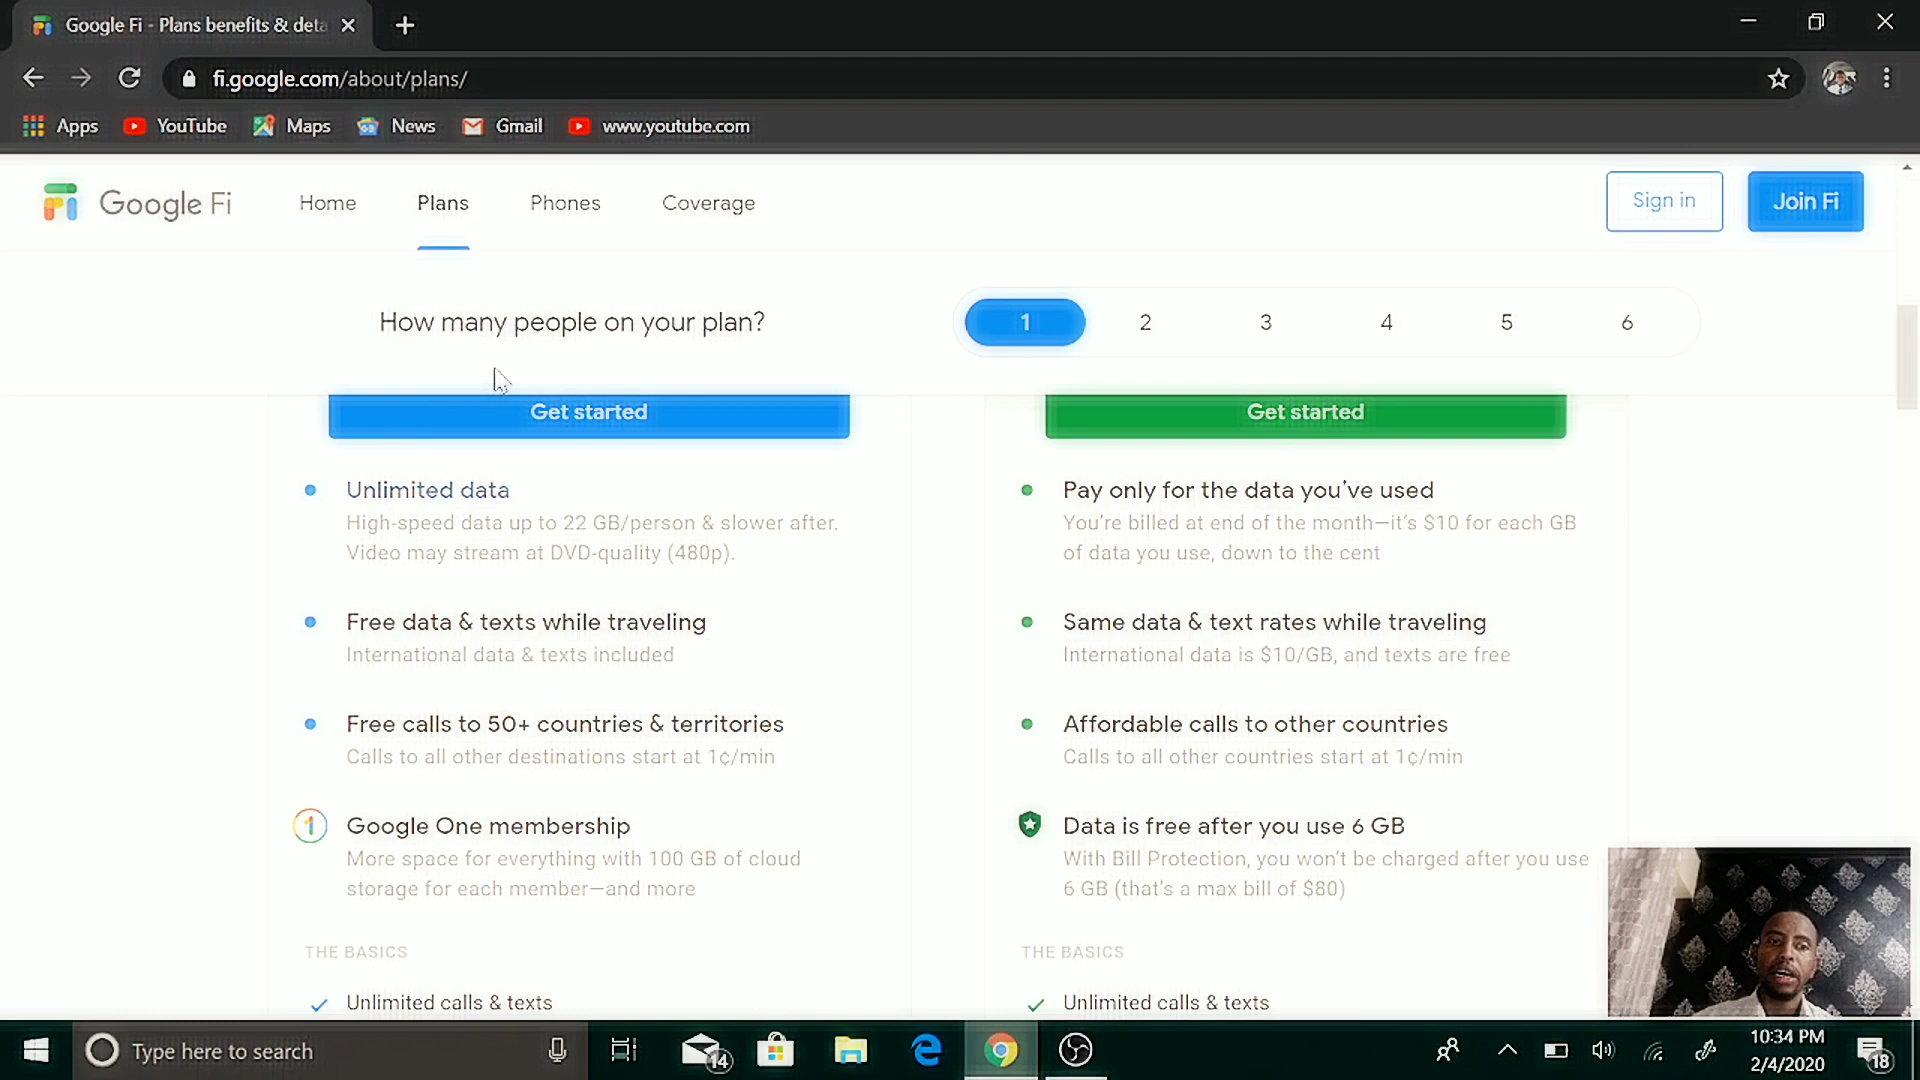 Google Fi - Plans benefits & deta
fi.google.com/about/plans/
Apps YouTube Maps News Gmail www.youtube.com
Google Fi Home Plans Phones Coverage Sign in Join Fi
How many people on your plan? 1 2 3 4 5 6
Get started
Unlimited data
High-speed data up to 22 GB/person & slower after.
Video may stream at DVD-quality (480p).
Free data & texts while traveling
International data & texts included
Free calls to 50+ countries & territories
Calls to all other destinations start at 1¢/min
1
Google One membership
More space for everything with 100 GB of cloud
storage for each member—and more
THE BASICS
Unlimited calls & texts
Get started
Pay only for the data you've used
You're billed at end of the month—it's $10 for each GB
of data you use, down to the cent
Same data & text rates while traveling
International data is $10/GB, and texts are free
Affordable calls to other countries
Calls to all other countries start at 1¢/min
Data is free after you use 6 GB
With Bill Protection, you won't be charged after you use
6 GB (that's a max bill of $80)
THE BASICS
Unlimited calls & texts
Type here to search
14
10:34 PM
2/4/2020
18